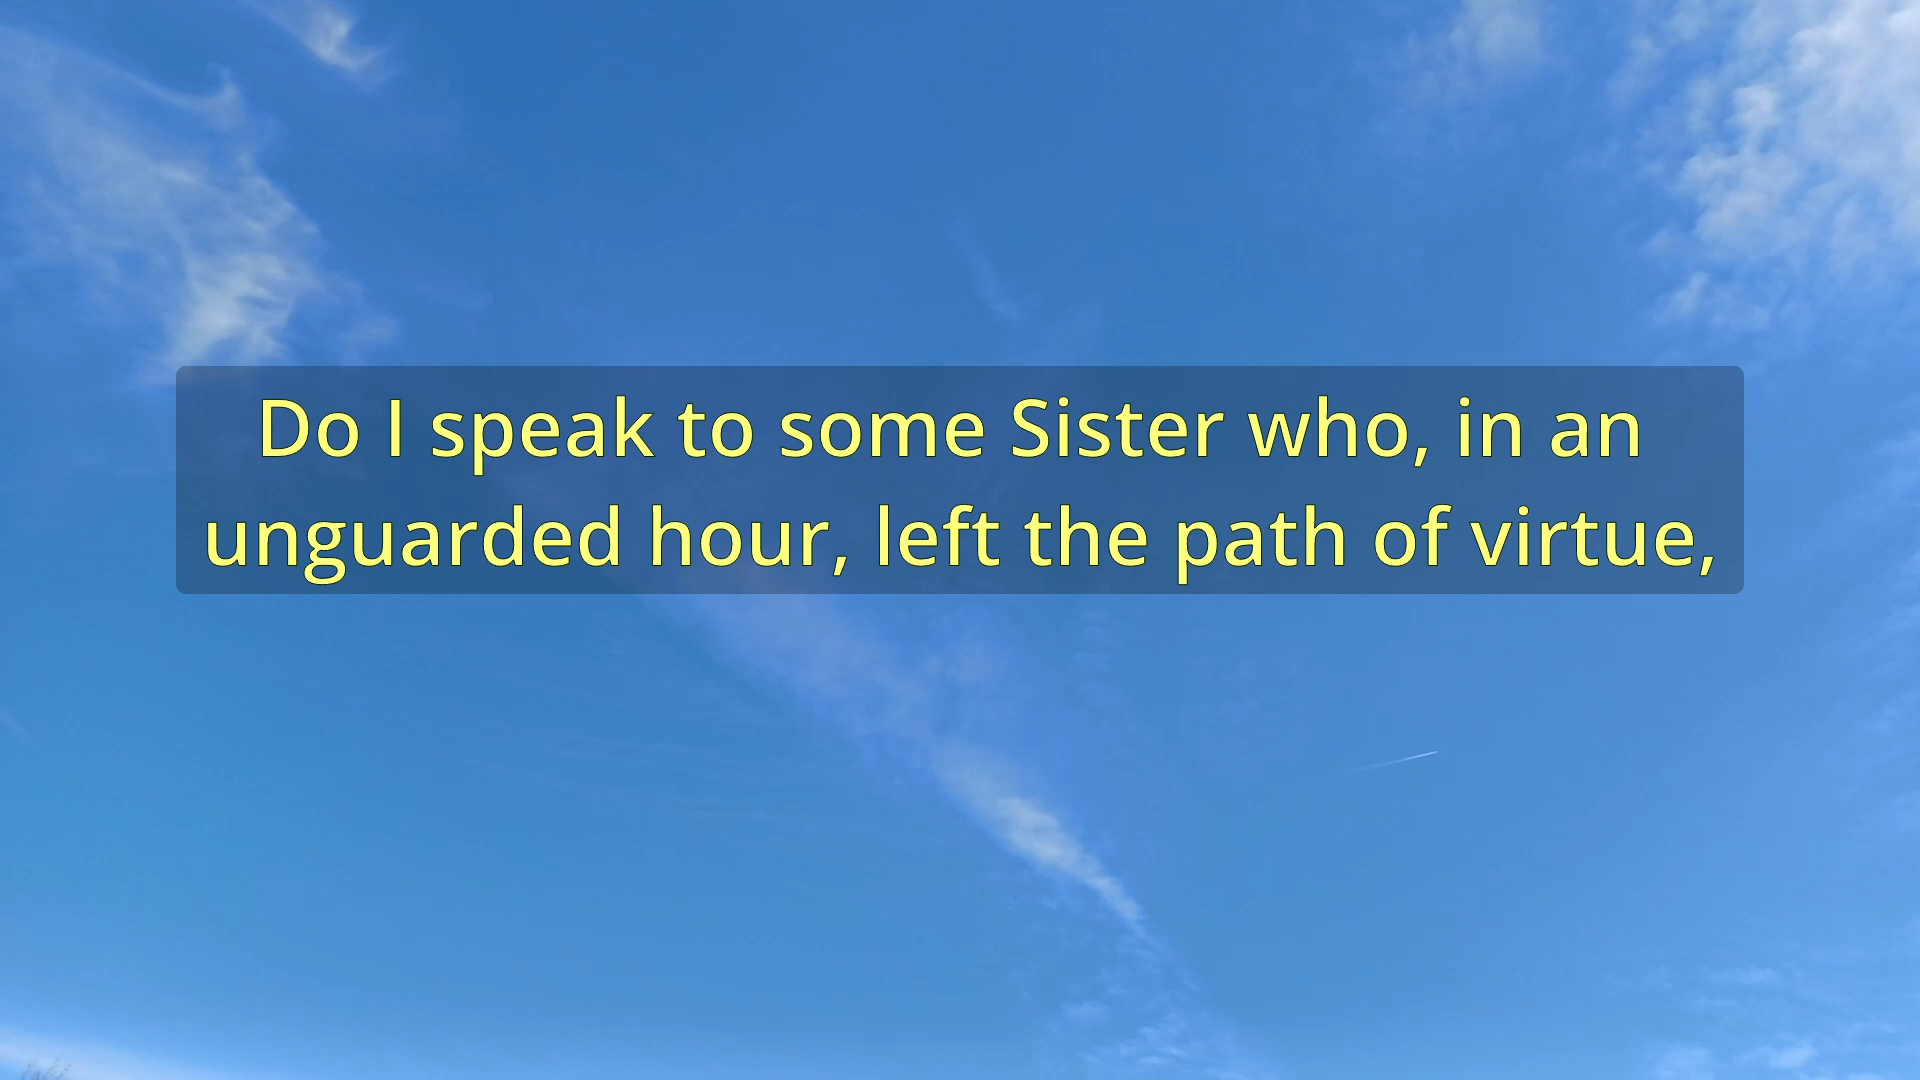 Do I speak to some Sister who, in an
unguarded hour, left the path of virtue,